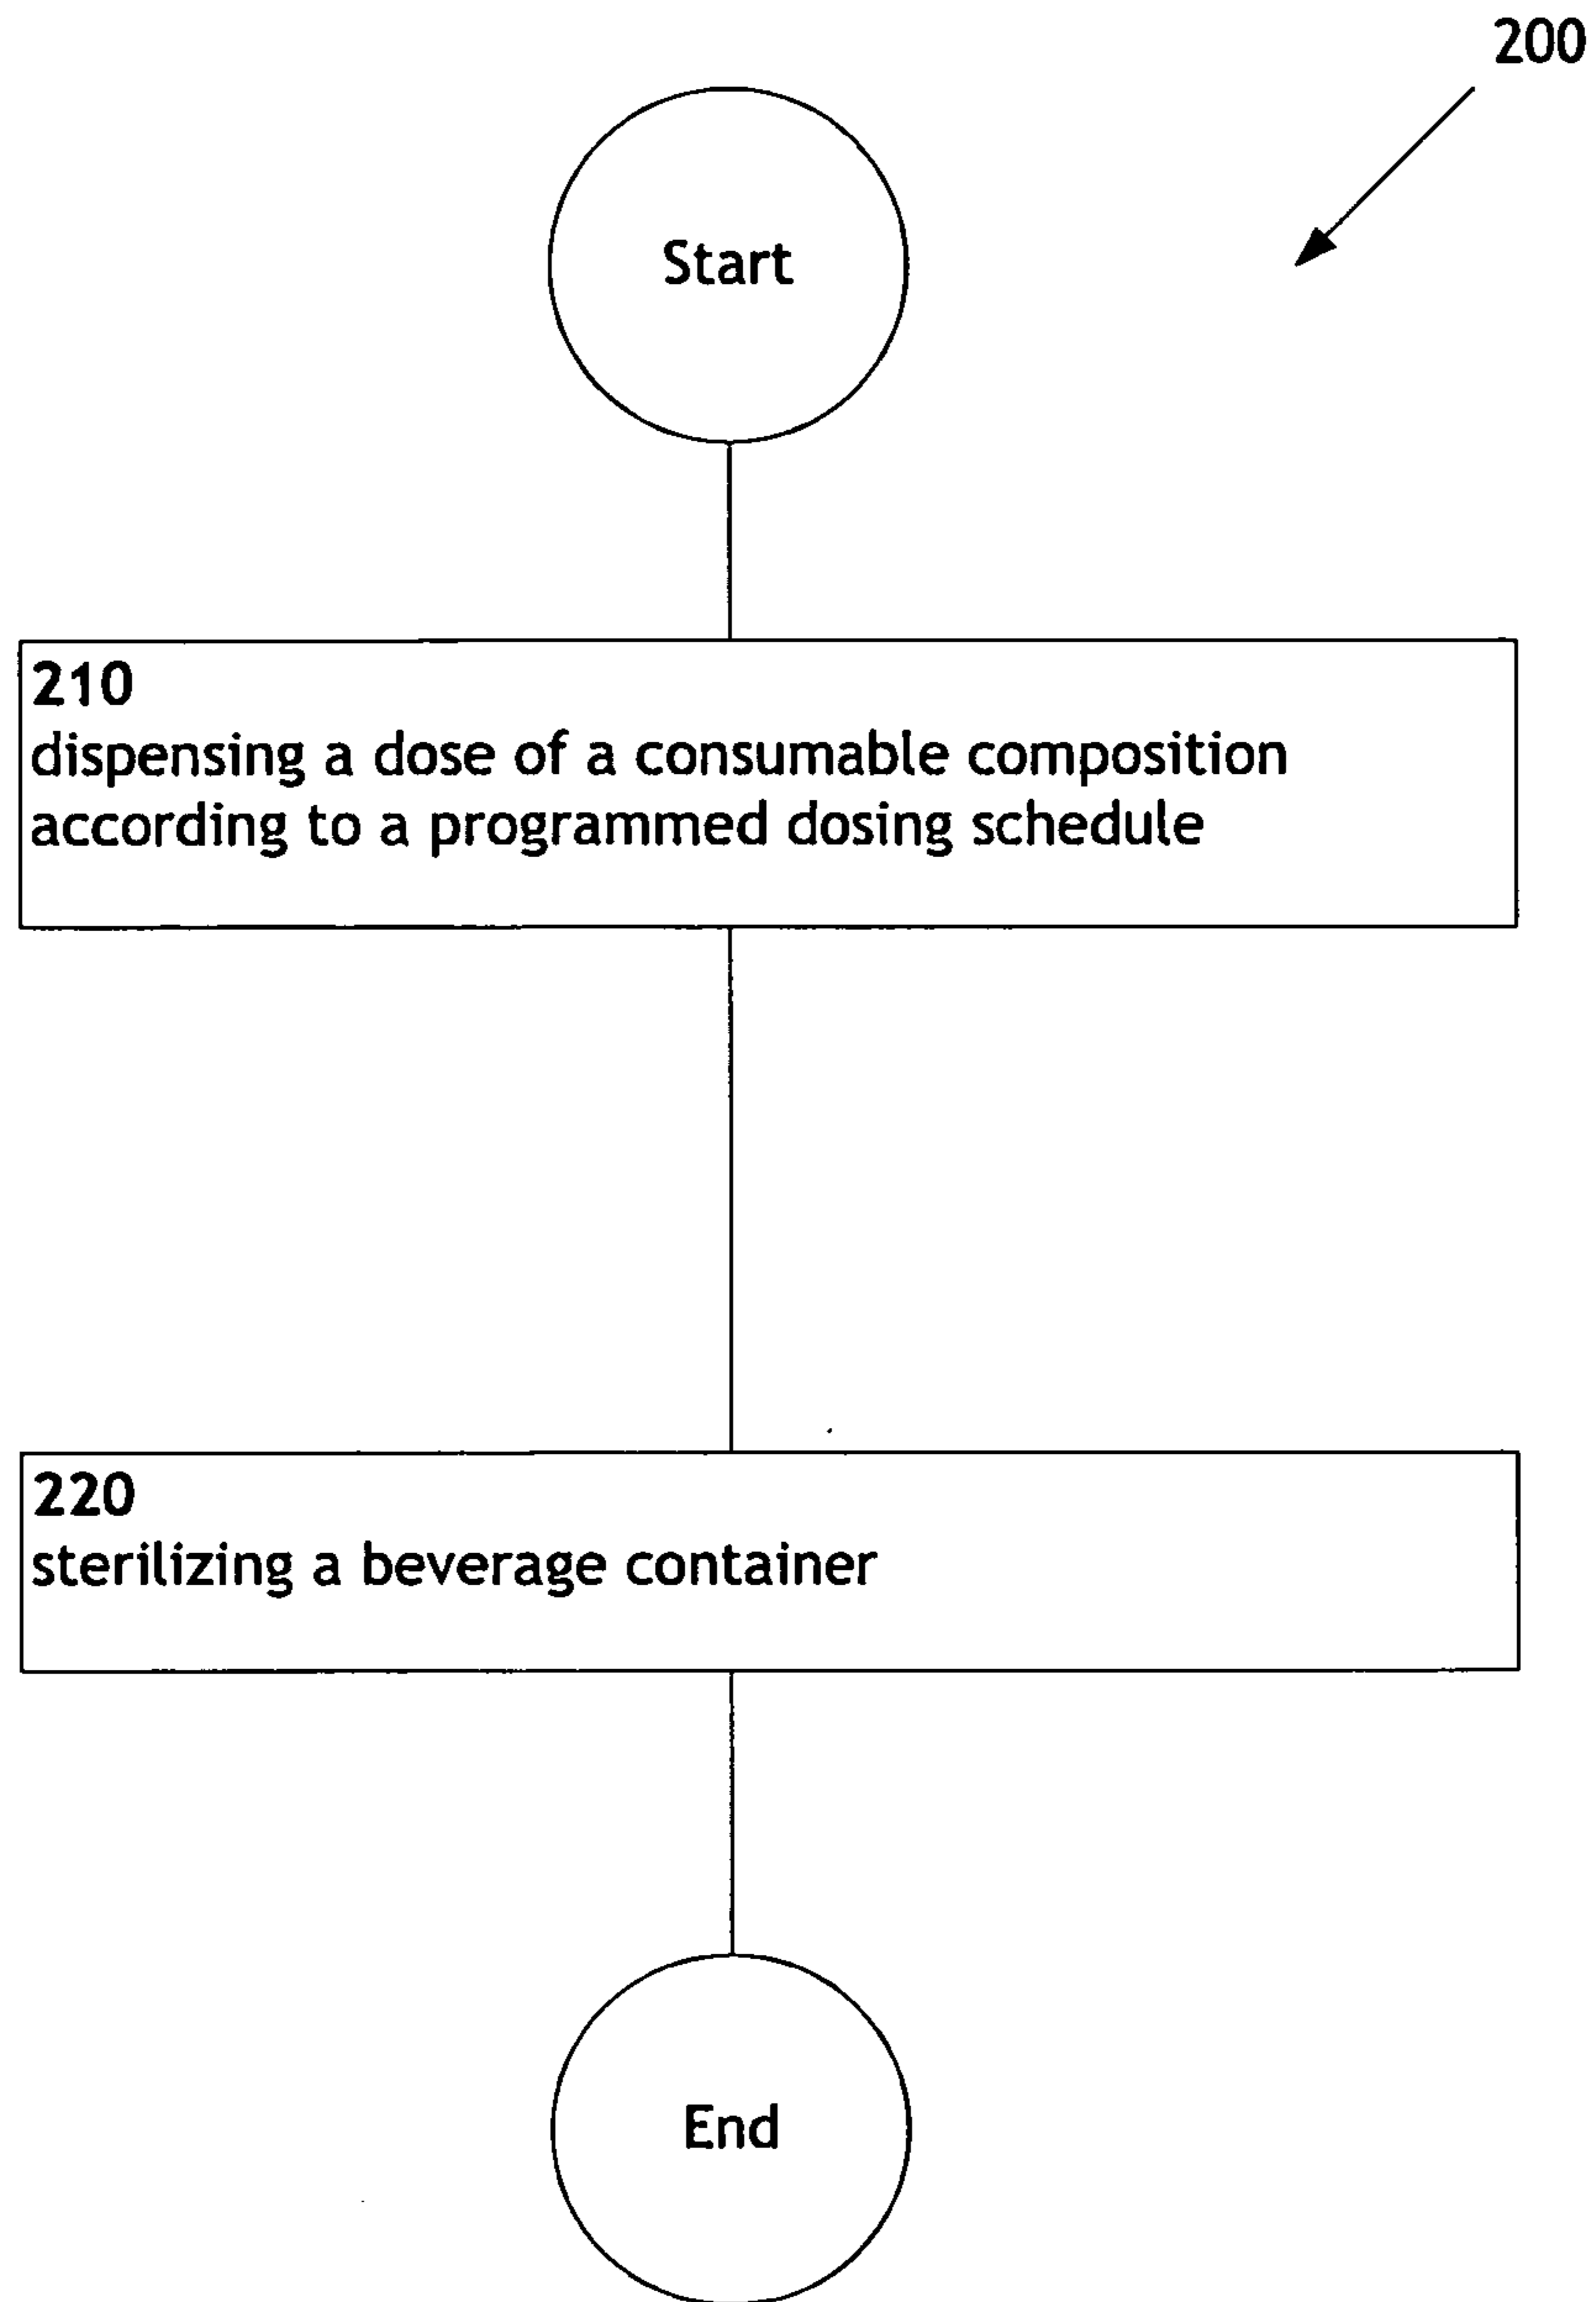 200
Start
210
dispensing a dose of a consumable composition
according to a programmed dosing schedule
220
sterilizing a beverage container
End